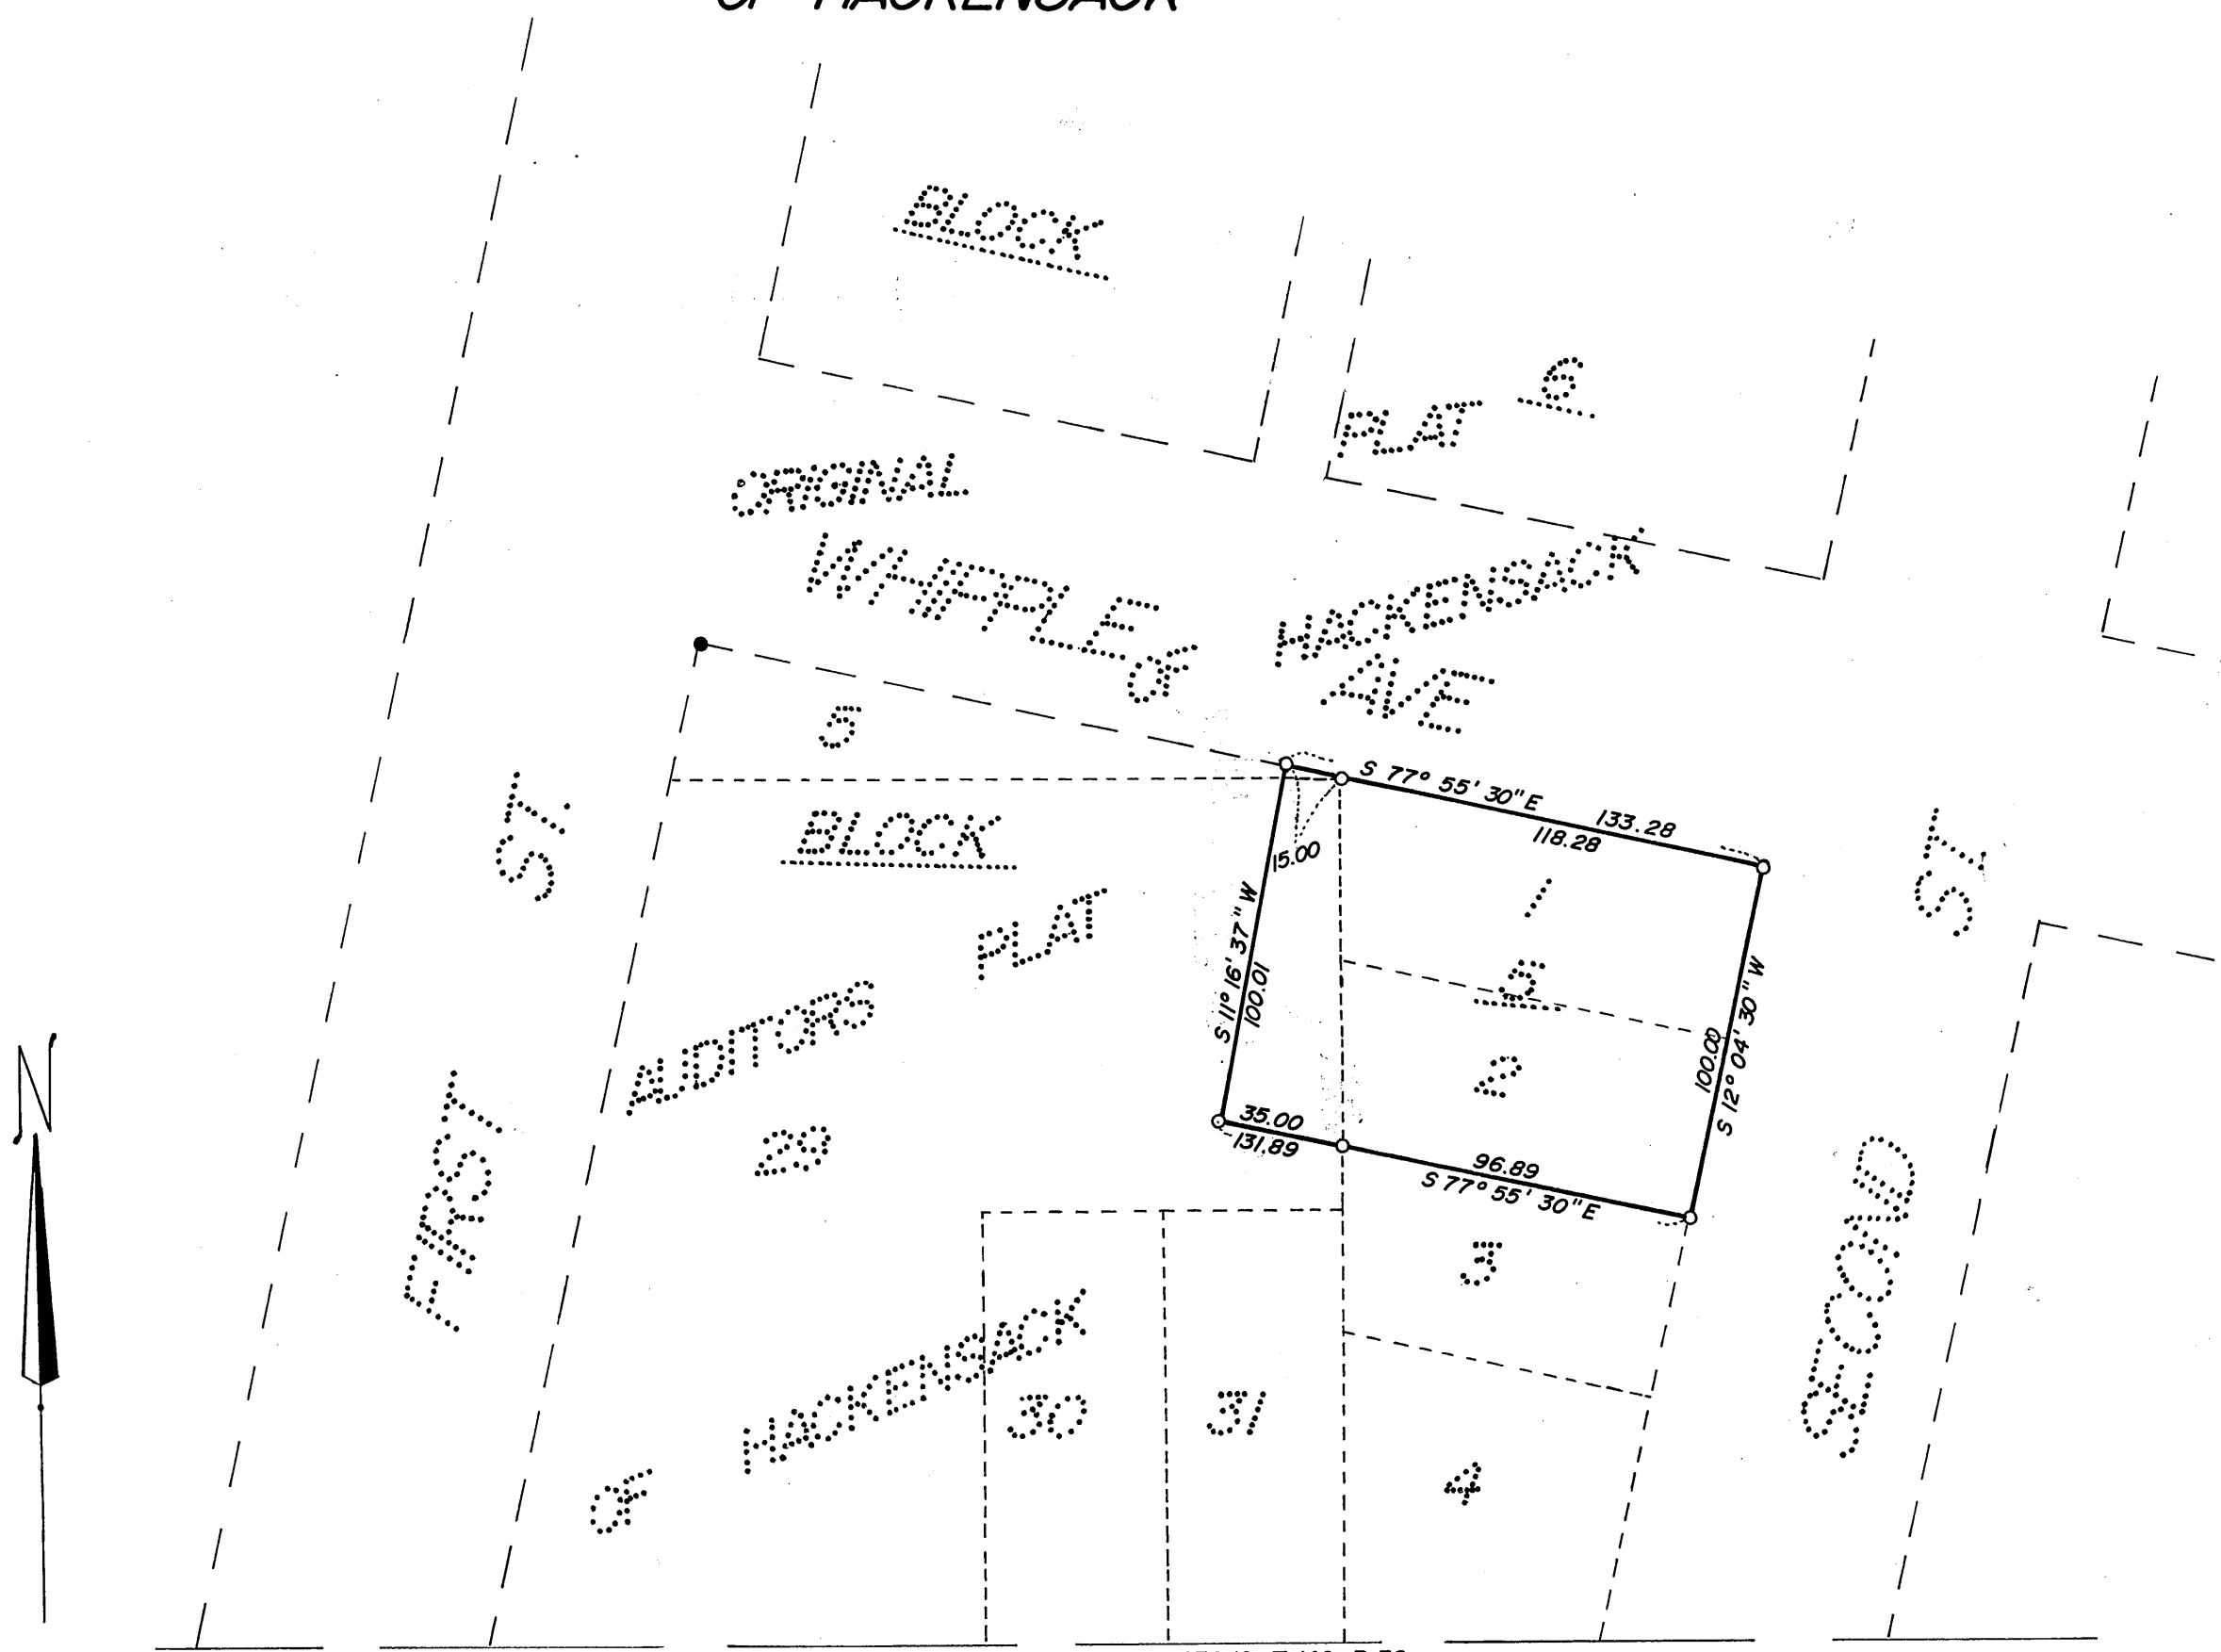 OF HACKENSACK
BLOCK
6
PLAT
ORIGINAL
WHIPPLE
OF
HACKENSACK
AVE
5
S 77° 55' 30" E
133.28
118.28
15.00
ST.
BLOCK
ST.
1
PLAT
S 11° 16' 37" W
100.01
5
AUDITORS
100.00
S 12° 04' 30" W
2
N
29
35.00
131.89
96.89
S 77° 55' 30" E
FIRST
SECOND
3
HACKENSACK
30
31
4
OF